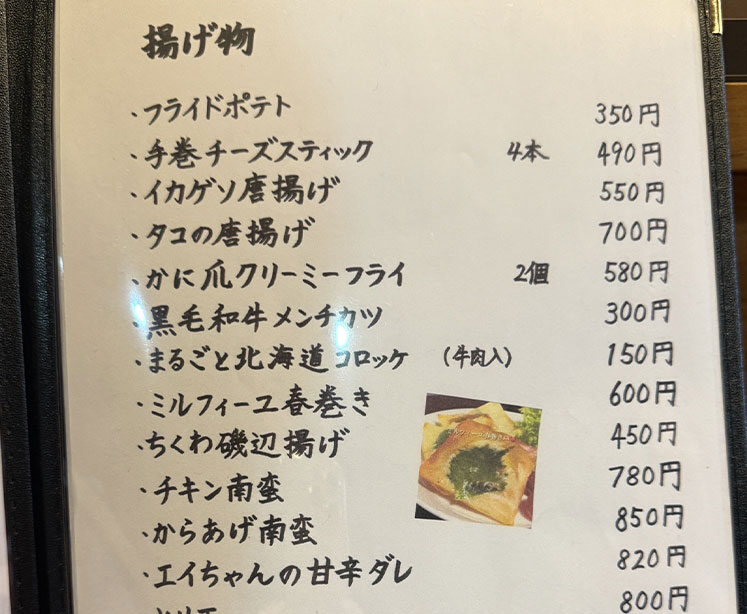 揚げ物
・フライドポテト 350円
・手巻チーズスティック 4本 490円
・イカゲソ唐揚げ 550円
・タコの唐揚げ 700円
・かに爪クリーミーフライ 2個 580円
・黒毛和牛メンチカツ 300円
・まるごと北海道コロッケ (牛肉入) 150円
・ミルフィーユ春巻き 600円
・ちくわ磯辺揚げ 450円
・チキン南蛮 780円
・からあげ南蛮 850円
・エイちゃんの甘辛ダレ 820円
800円